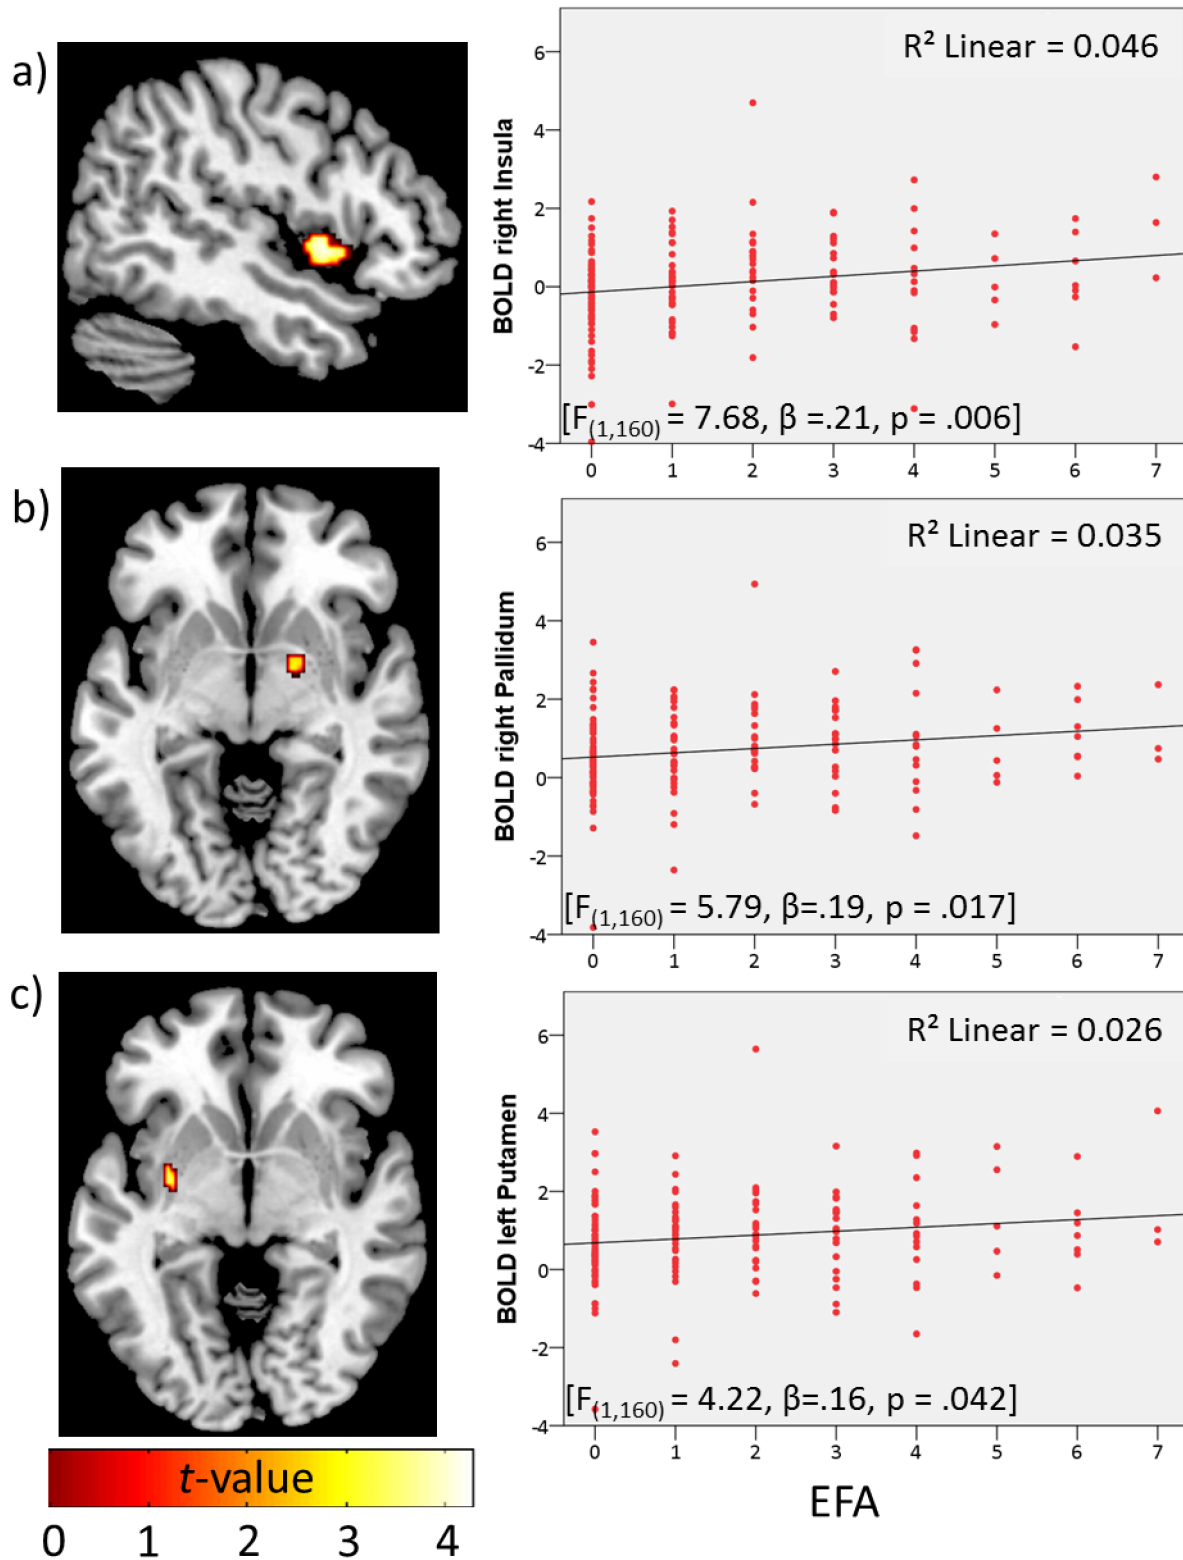 a)
R² Linear = 0.046
BOLD right Insula
6
4
2
0
-2
-4
[F(1,160) = 7.68, β =.21, p = .006]
0 1 2 3 4 5 6 7
b)
R² Linear = 0.035
BOLD right Pallidum
6
4
2
0
-2
-4
[F(1,160) = 5.79, β=.19, p = .017]
0 1 2 3 4 5 6 7
c)
R² Linear = 0.026
BOLD left Putamen
6
4
2
0
-2
-4
[F(1,160) = 4.22, β=.16, p = .042]
0 1 2 3 4 5 6 7
EFA
t-value
0 1 2 3 4